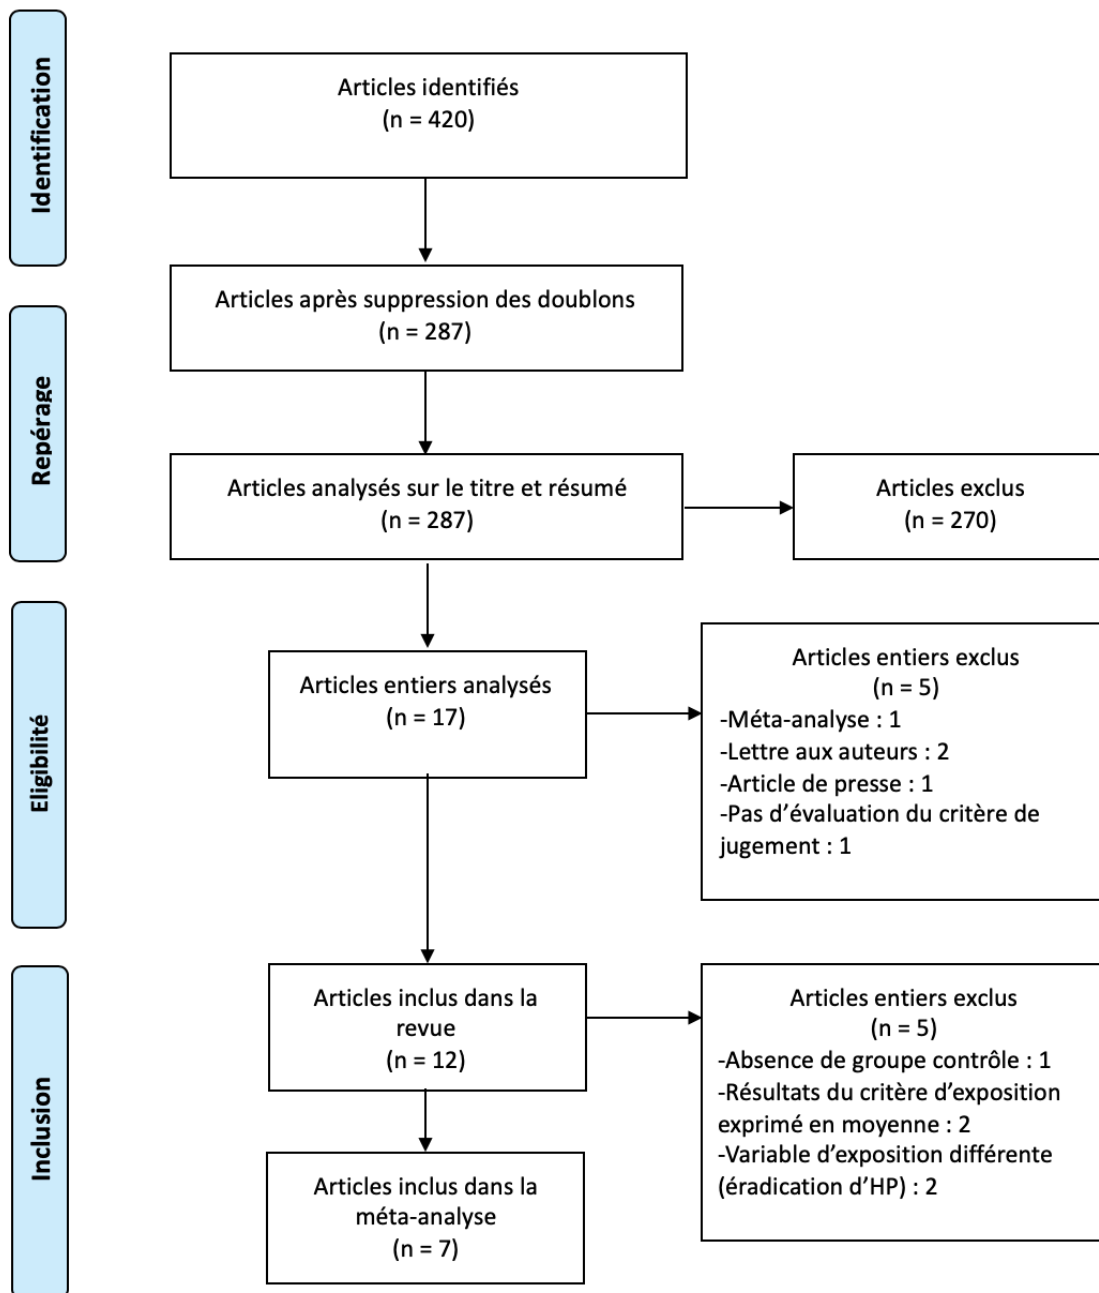 Identification
Articles identifiés
(n = 420)
Articles après suppression des doublons
(n = 287)
Repérage
Articles analysés sur le titre et résumé
(n = 287)
Articles exclus
(n = 270)
Eligibilité
Articles entiers analysés
(n = 17)
Articles entiers exclus
(n = 5)
-Méta-analyse : 1
-Lettre aux auteurs : 2
-Article de presse : 1
-Pas d’évaluation du critère de
jugement : 1
Inclusion
Articles inclus dans la
revue
(n = 12)
Articles entiers exclus
(n = 5)
-Absence de groupe contrôle : 1
-Résultats du critère d’exposition
exprimé en moyenne : 2
-Variable d’exposition différente
(éradication d’HP) : 2
Articles inclus dans la
méta-analyse
(n = 7)